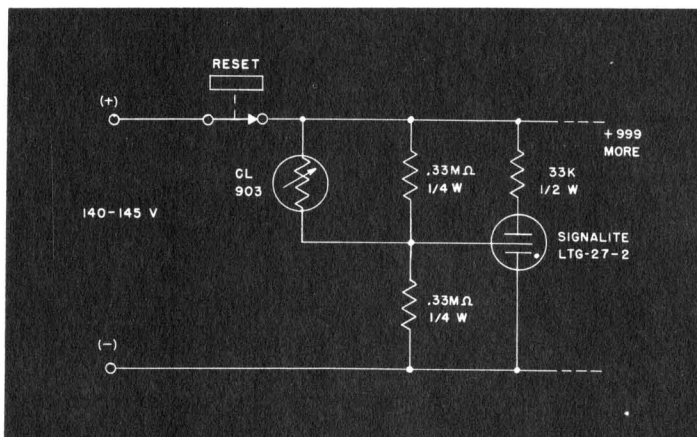 RESET
(+)
+ 999
MORE
CL
903
.33MΩ
1/4 W
33K
1/2 W
140-145 V
SIGNALITE
LTG-27-2
.33MΩ
1/4 W
(-)